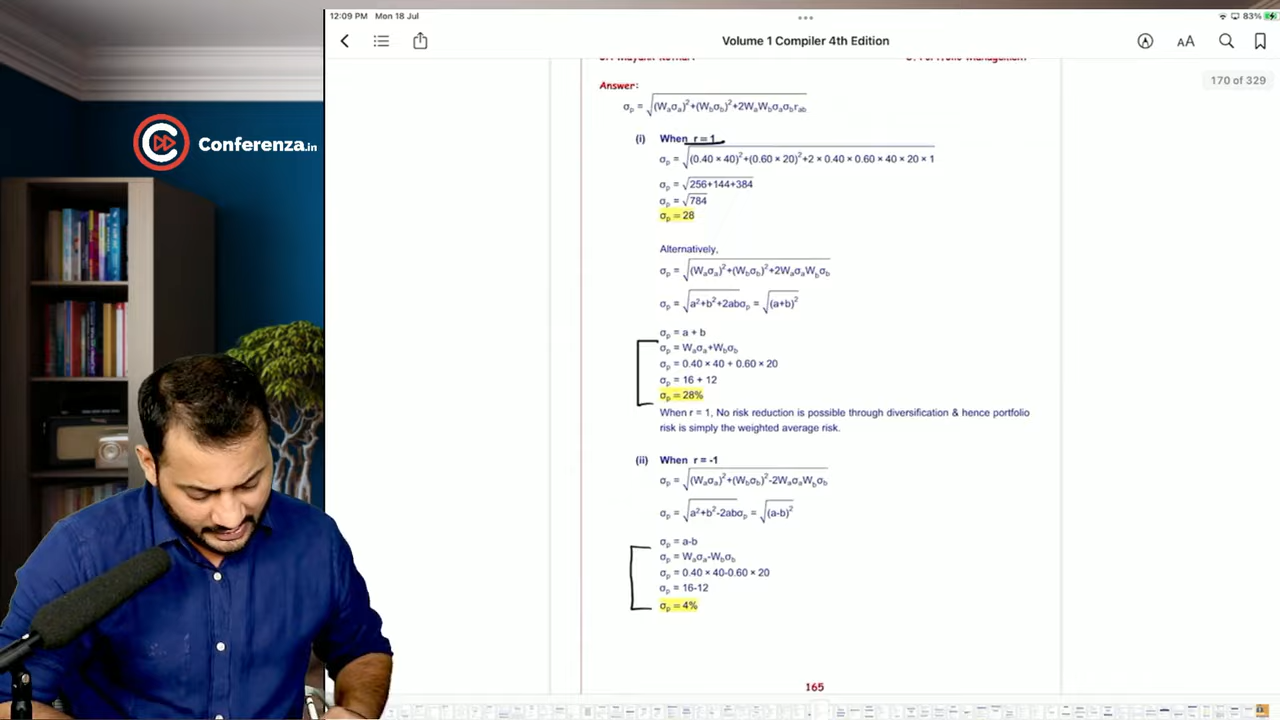 12:09 PM Mon 18 Jul
83%
Volume 1 Compiler 4th Edition
AA
170 of 329
Conferenza.in
Answer:
σp = √(Waσa)²+(Wbσb)²+2WaWbσaσbrab
(i) When r = 1
σp = √(0.40 × 40)²+(0.60 × 20)²+2 × 0.40 × 0.60 × 40 × 20 × 1
σp = √256+144+384
σp = √784
σp = 28
Alternatively,
σp = √(Waσa)²+(Wbσb)²+2WaσaWbσb
σp = √a²+b²+2abσp = √(a+b)²
σp = a + b
σp = Waσa+Wbσb
σp = 0.40 × 40 + 0.60 × 20
σp = 16 + 12
σp = 28%
When r = 1, No risk reduction is possible through diversification & hence portfolio
risk is simply the weighted average risk.
(ii) When r = -1
σp = √(Waσa)²+(Wbσb)²-2WaσaWbσb
σp = √a²+b²-2abσp = √(a-b)²
σp = a-b
σp = Waσa-Wbσb
σp = 0.40 × 40-0.60 × 20
σp = 16-12
σp = 4%
165